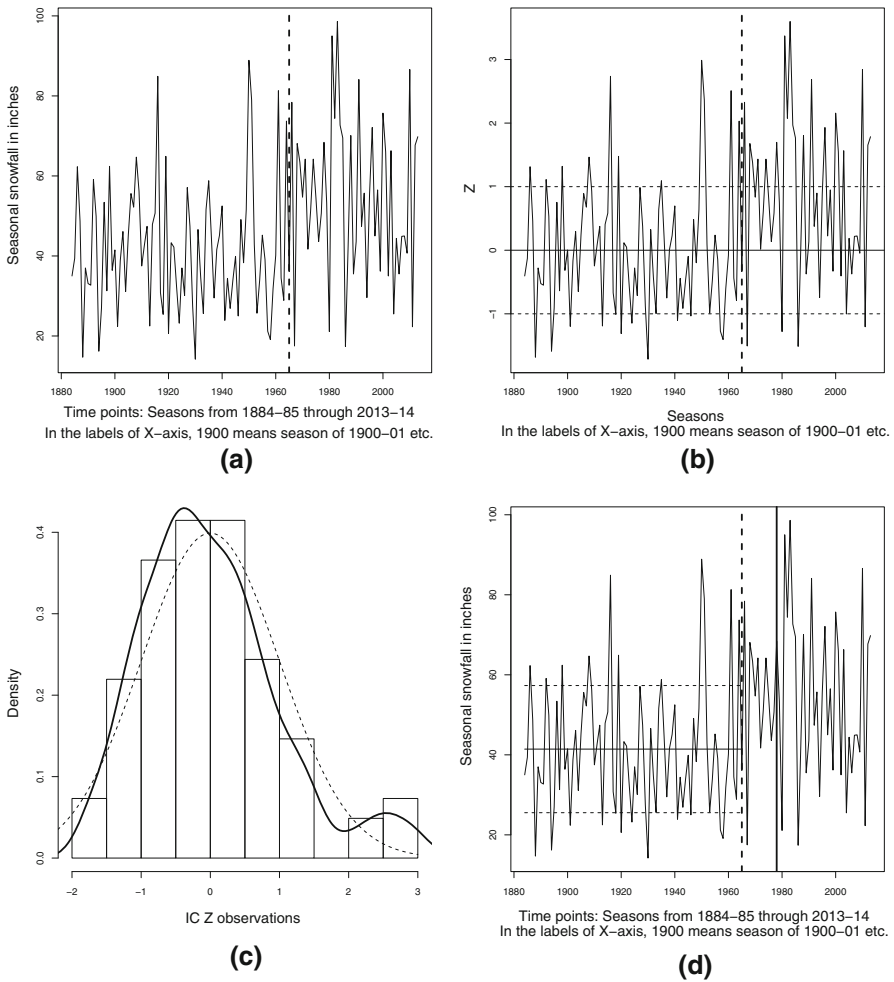 100
80
60
40
20
Seasonal snowfall in inches
1880 1900 1920 1940 1960 1980 2000
Time points: Seasons from 1884−85 through 2013−14
In the labels of X−axis, 1900 means season of 1900−01 etc.
(a)
3
2
1
0
−1
Z
1880 1900 1920 1940 1960 1980 2000
Seasons
In the labels of X−axis, 1900 means season of 1900−01 etc.
(b)
0.4
0.3
0.2
0.1
0.0
Density
−2 −1 0 1 2 3
IC Z observations
(c)
100
80
60
40
20
Seasonal snowfall in inches
1880 1900 1920 1940 1960 1980 2000
Time points: Seasons from 1884−85 through 2013−14
In the labels of X−axis, 1900 means season of 1900−01 etc.
(d)